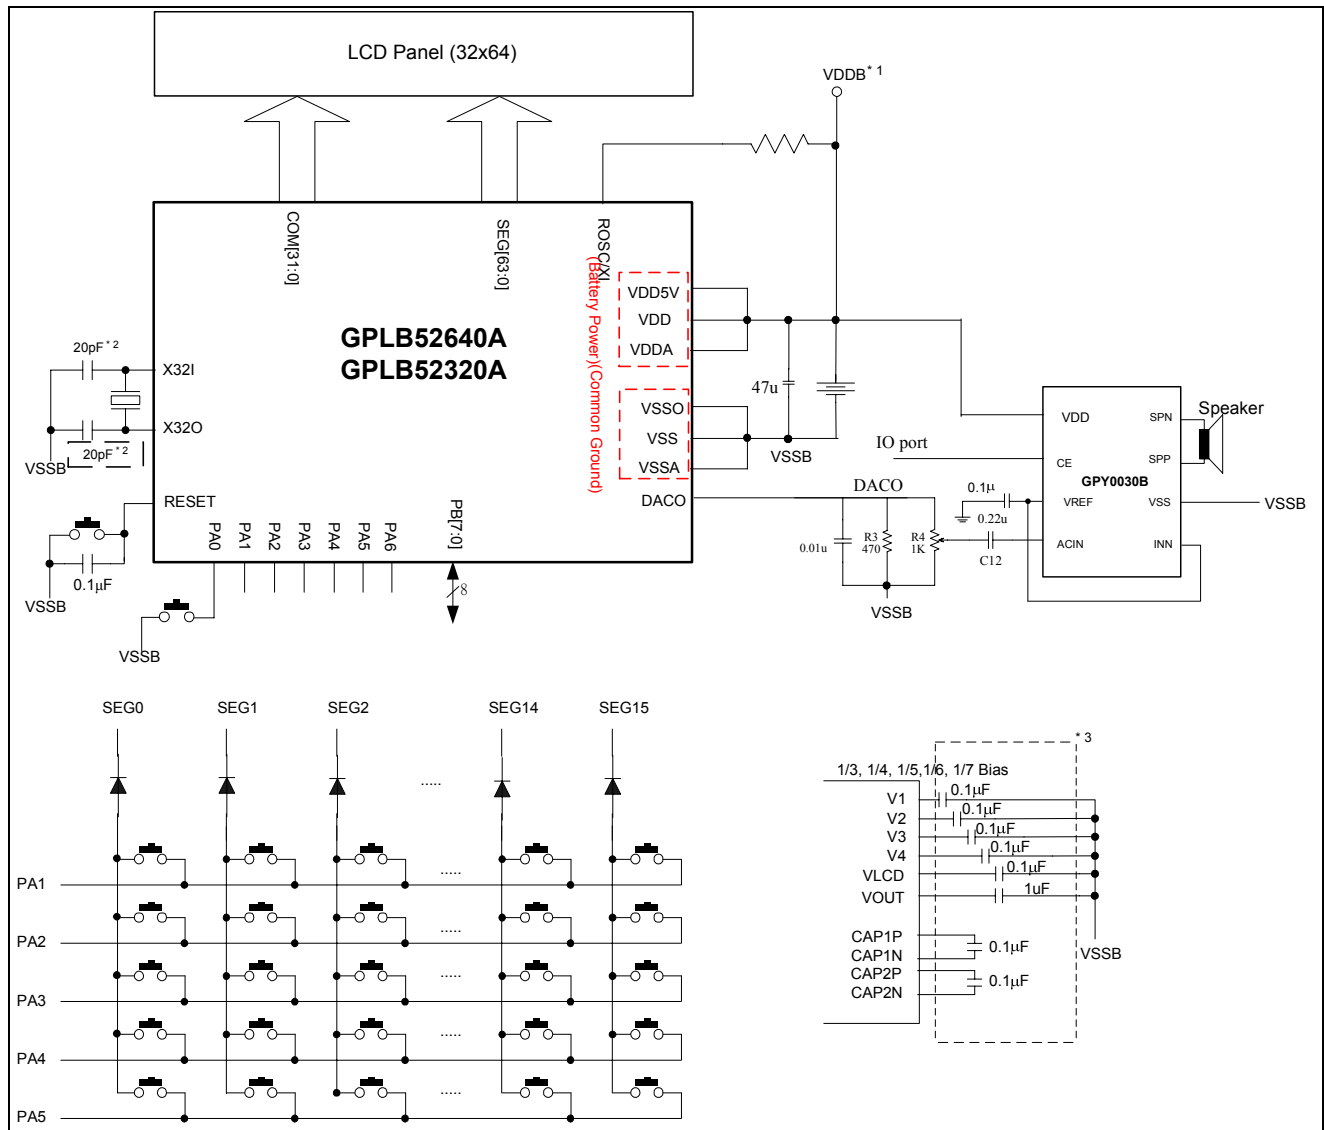 LCD Panel (32x64)
VDDB*1
COM[31:0]
SEG[63:0]
ROSC/XI
(Battery Power)(Common Ground)
VDD5V
VDD
VDDA
GPLB52640A
GPLB52320A
20pF*2
X32I
X32O
20pF*2
VSSB
47u
VSSO
VSS
VSSA
VSSB
DACO
RESET
0.1μF
VSSB
PA0
PA1
PA2
PA3
PA4
PA5
PA6
PB[7:0]
8
VSSB
IO port
DACO
0.01u
R3
470
R4
1K
VSSB
0.1μ
0.22u
C12
VDD
SPN
Speaker
CE
SPP
GPY0030B
VREF
VSS
VSSB
ACIN
INN
SEG0 SEG1 SEG2 SEG14 SEG15
.....
PA1 .....
PA2 .....
PA3 .....
PA4 .....
PA5 .....
*3
1/3, 1/4, 1/5,1/6, 1/7 Bias
V1 0.1μF
V2 0.1μF
V3 0.1μF
V4 0.1μF
VLCD 0.1μF
VOUT 1uF
CAP1P
CAP1N 0.1μF
VSSB
CAP2P
CAP2N 0.1μF